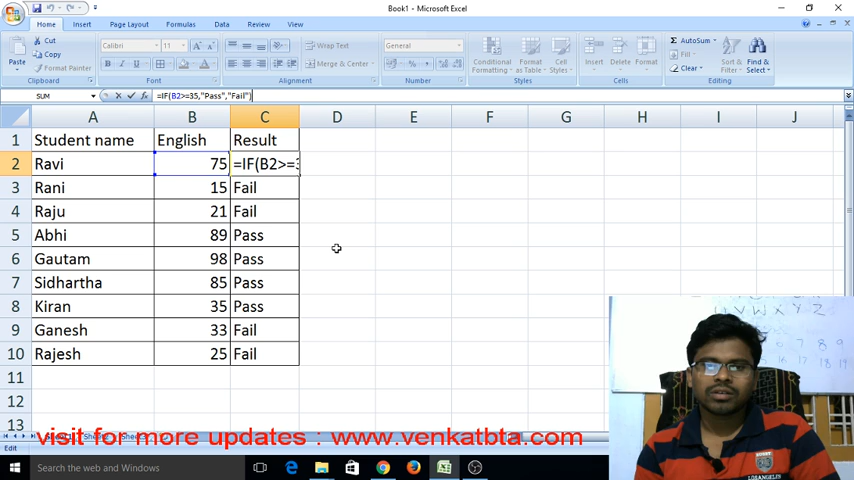 Book1 - Microsoft Excel
Home Insert Page Layout Formulas Data Review View
Paste
Cut
Copy
Format Painter
Clipboard
Calibri 11
Font
Wrap Text
Merge & Center
Alignment
General
Number
Conditional Formatting
Format as Table
Cell Styles
Styles
Insert Delete Format
Cells
AutoSum
Fill
Clear
Sort & Filter
Find & Select
Editing
SUM =IF(B2>=35,"Pass","Fail")
A B C D E F G H I J
1 Student name English Result
2 Ravi 75 =IF(B2>=3
3 Rani 15 Fail
4 Raju 21 Fail
5 Abhi 89 Pass
6 Gautam 98 Pass
7 Sidhartha 85 Pass
8 Kiran 35 Pass
9 Ganesh 33 Fail
10 Rajesh 25 Fail
11
12
13
visit for more updates : www.venkatbta.com
Edit
Search the web and Windows
U V W X Y Z